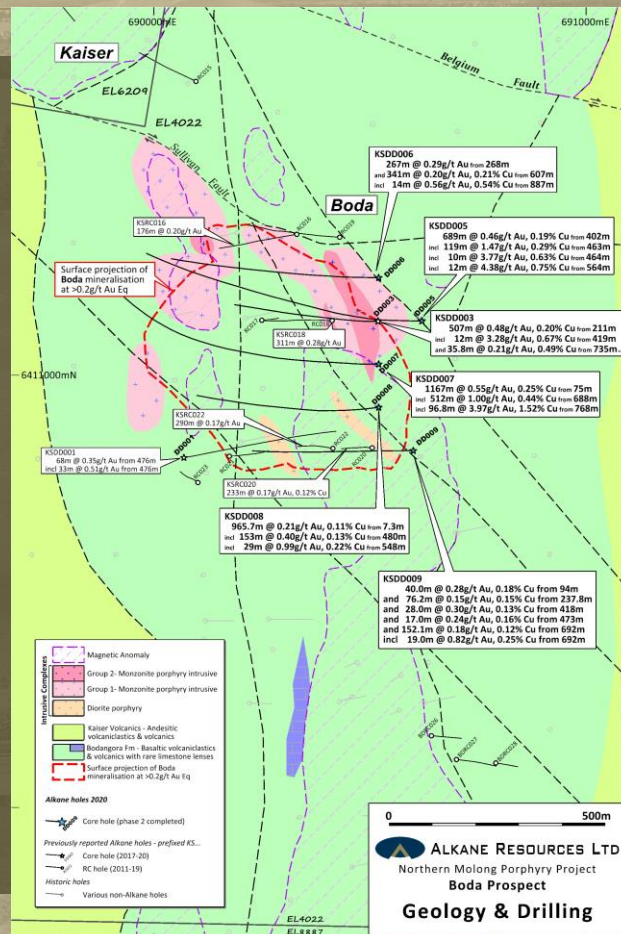 690000mE
691000mE
Kaiser
RC015
EL6209
EL4022
Belgium
Fault
Sullivan
Fault
Boda
KSDD006
267m @ 0.29g/t Au from 268m
and 341m @ 0.20g/t Au, 0.21% Cu from 607m
incl 14m @ 0.56g/t Au, 0.54% Cu from 887m
KSRC016
176m @ 0.20g/t Au
RC016
RC019
KSDD005
689m @ 0.46g/t Au, 0.19% Cu from 402m
incl 119m @ 1.47g/t Au, 0.29% Cu from 463m
incl 10m @ 3.77g/t Au, 0.63% Cu from 464m
incl 12m @ 4.38g/t Au, 0.75% Cu from 564m
Surface projection of
Boda mineralisation
at >0.2g/t Au Eq
DD006
DD005
DD003
RC017
RC018
KSRC018
311m @ 0.28g/t Au
KSDD003
507m @ 0.48g/t Au, 0.20% Cu from 211m
incl 12m @ 3.28g/t Au, 0.67% Cu from 419m
and 35.8m @ 0.21g/t Au, 0.49% Cu from 735m
6411000mN
DD007
KSDD007
1167m @ 0.55g/t Au, 0.25% Cu from 75m
incl 512m @ 1.00g/t Au, 0.44% Cu from 688m
incl 96.8m @ 3.97g/t Au, 1.52% Cu from 768m
DD008
KSRC022
290m @ 0.17g/t Au
DD001
RC022
RC020
DD009
KSDD001
68m @ 0.35g/t Au from 476m
incl 33m @ 0.51g/t Au from 476m
RC023
KSRC020
233m @ 0.17g/t Au, 0.12% Cu
KSDD008
965.7m @ 0.21g/t Au, 0.11% Cu from 7.3m
incl 153m @ 0.40g/t Au, 0.13% Cu from 480m
incl 29m @ 0.99g/t Au, 0.22% Cu from 548m
KSDD009
40.0m @ 0.28g/t Au, 0.18% Cu from 94m
and 76.2m @ 0.15g/t Au, 0.15% Cu from 237.8m
and 28.0m @ 0.30g/t Au, 0.13% Cu from 418m
and 17.0m @ 0.24g/t Au, 0.16% Cu from 473m
and 152.1m @ 0.18g/t Au, 0.12% Cu from 692m
incl 19.0m @ 0.82g/t Au, 0.25% Cu from 692m
Intrusive Complexes
Magnetic Anomaly
Group 2- Monzonite porphyry intrusive
Group 1- Monzonite porphyry intrusive
Diorite porphyry
Kaiser Volcanics - Andesitic
volcaniclastics & volcanics
Bodangora Fm - Basaltic volcaniclastics
& volcanics with rare limestone lenses
Surface projection of Boda
mineralisation at >0.2g/t Au Eq
Alkane holes 2020
DD009
Core hole (phase 2 completed)
Previously reported Alkane holes - prefixed KS...
Core hole (2017-20)
RC hole (2011-19)
Historic holes
Various non-Alkane holes
BORC026
BORC027
BORC028
0
500m
ALKANE RESOURCES LTD
Northern Molong Porphyry Project
Boda Prospect
Geology & Drilling
EL4022
EL8887